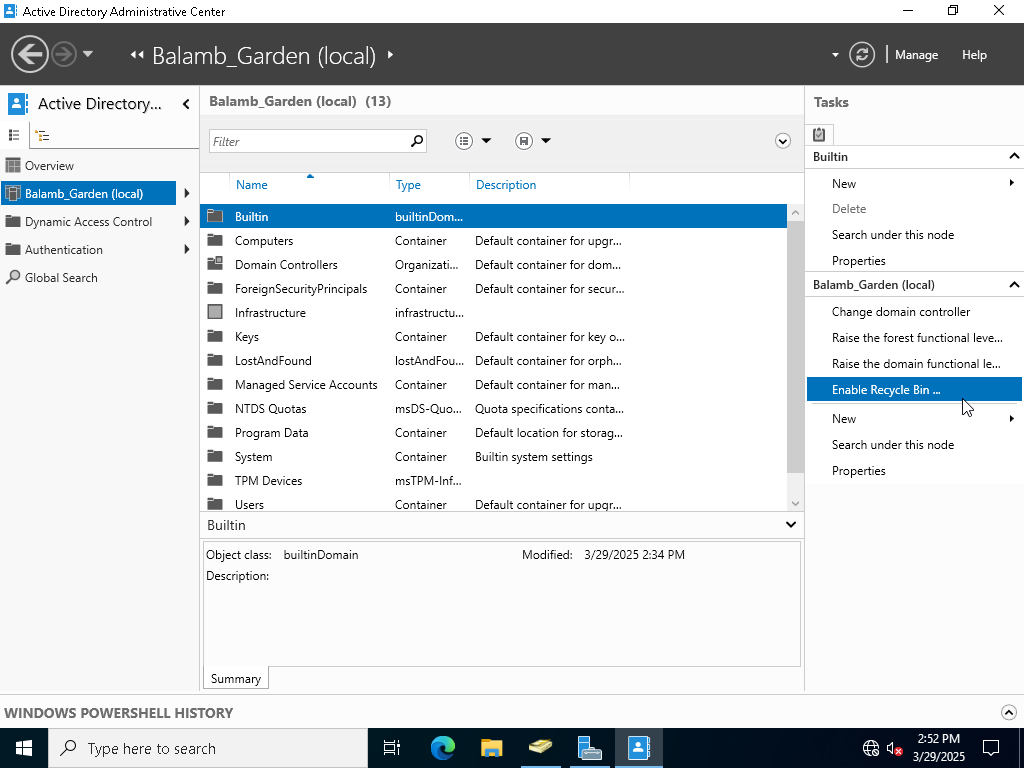 Active Directory Administrative Center
Balamb_Garden (local)
Manage
Help
Active Directory...
Overview
Balamb_Garden (local)
Dynamic Access Control
Authentication
Global Search
Balamb_Garden (local) (13)
Filter
Name Type Description
Builtin builtinDom...
Computers Container Default container for upgr...
Domain Controllers Organizati... Default container for dom...
ForeignSecurityPrincipals Container Default container for secur...
Infrastructure infrastructu...
Keys Container Default container for key o...
LostAndFound lostAndFou... Default container for orph...
Managed Service Accounts Container Default container for man...
NTDS Quotas msDS-Quo... Quota specifications conta...
Program Data Container Default location for storag...
System Container Builtin system settings
TPM Devices msTPM-Inf...
Users Container Default container for upgr...
Builtin
Object class: builtinDomain Modified: 3/29/2025 2:34 PM
Description:
Summary
Tasks
Builtin
New
Delete
Search under this node
Properties
Balamb_Garden (local)
Change domain controller
Raise the forest functional leve...
Raise the domain functional le...
Enable Recycle Bin ...
New
Search under this node
Properties
WINDOWS POWERSHELL HISTORY
Type here to search
2:52 PM
3/29/2025